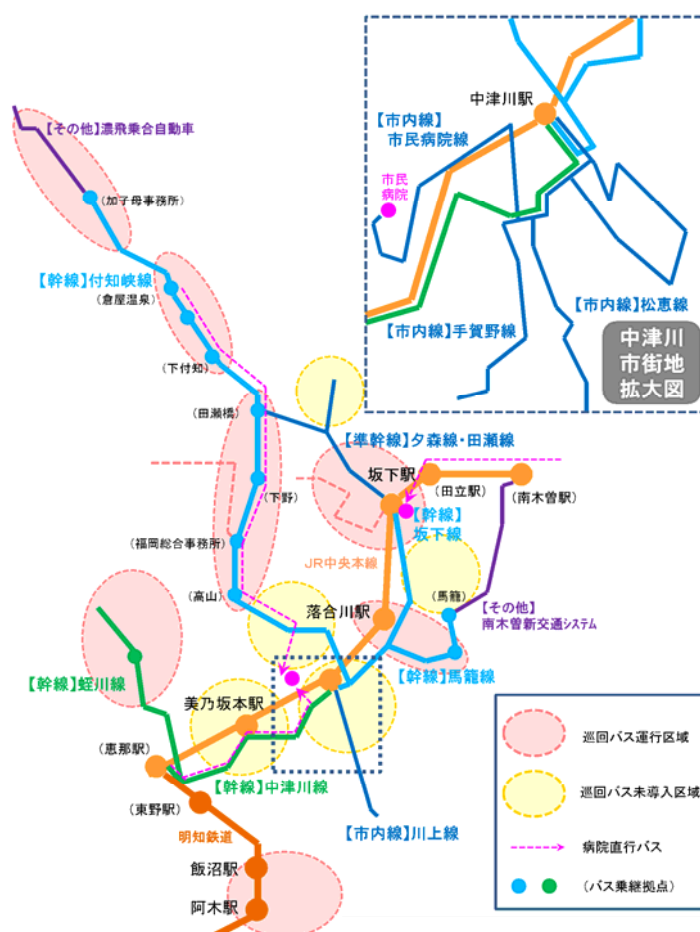 中津川駅
【市内線】
市民病院線
市民
病院
【市内線】松恵線
【市内線】手賀野線
中津川
市街地
拡大図
【その他】濃飛乗合自動車
(加子母事務所)
【幹線】付知峡線
(倉屋温泉)
(下付知)
(田瀬橋)
【準幹線】夕森線・田瀬線
坂下駅
(田立駅)
(南木曽駅)
(下野)
【幹線】
坂下線
(福岡総合事務所)
JR中央本線
(高山)
落合川駅
(馬籠)
【その他】
南木曽新交通システム
【幹線】蛭川線
【幹線】馬籠線
美乃坂本駅
(恵那駅)
【幹線】中津川線
(東野駅)
明知鉄道
【市内線】川上線
飯沼駅
阿木駅
巡回バス運行区域
巡回バス未導入区域
病院直行バス
(バス乗継拠点)